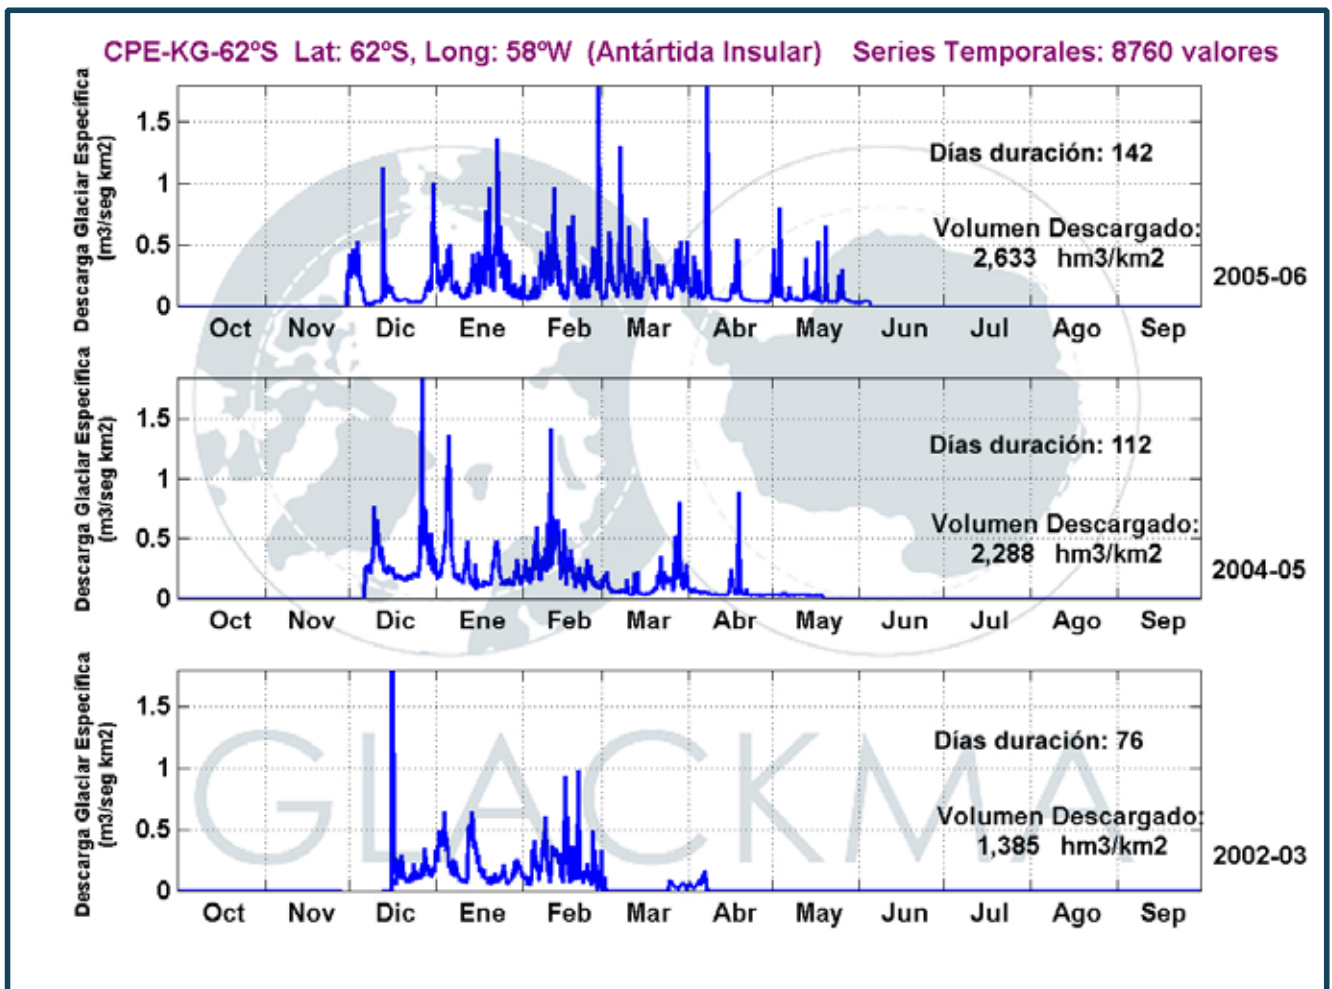 CPE-KG-62ºS Lat: 62ºS, Long: 58ºW (Antártida Insular) Series Temporales: 8760 valores
Descarga Glaciar Específica
(m3/seg km2)
1.5
1
0.5
0
Días duración: 142
Volumen Descargado:
2,633 hm3/km2
2005-06
Oct Nov Dic Ene Feb Mar Abr May Jun Jul Ago Sep
Descarga Glaciar Específica
(m3/seg km2)
1.5
1
0.5
0
Días duración: 112
Volumen Descargado:
2,288 hm3/km2
2004-05
Oct Nov Dic Ene Feb Mar Abr May Jun Jul Ago Sep
Descarga Glaciar Específica
(m3/seg km2)
1.5
1
0.5
0
GLACKMA
Días duración: 76
Volumen Descargado:
1,385 hm3/km2
2002-03
Oct Nov Dic Ene Feb Mar Abr May Jun Jul Ago Sep